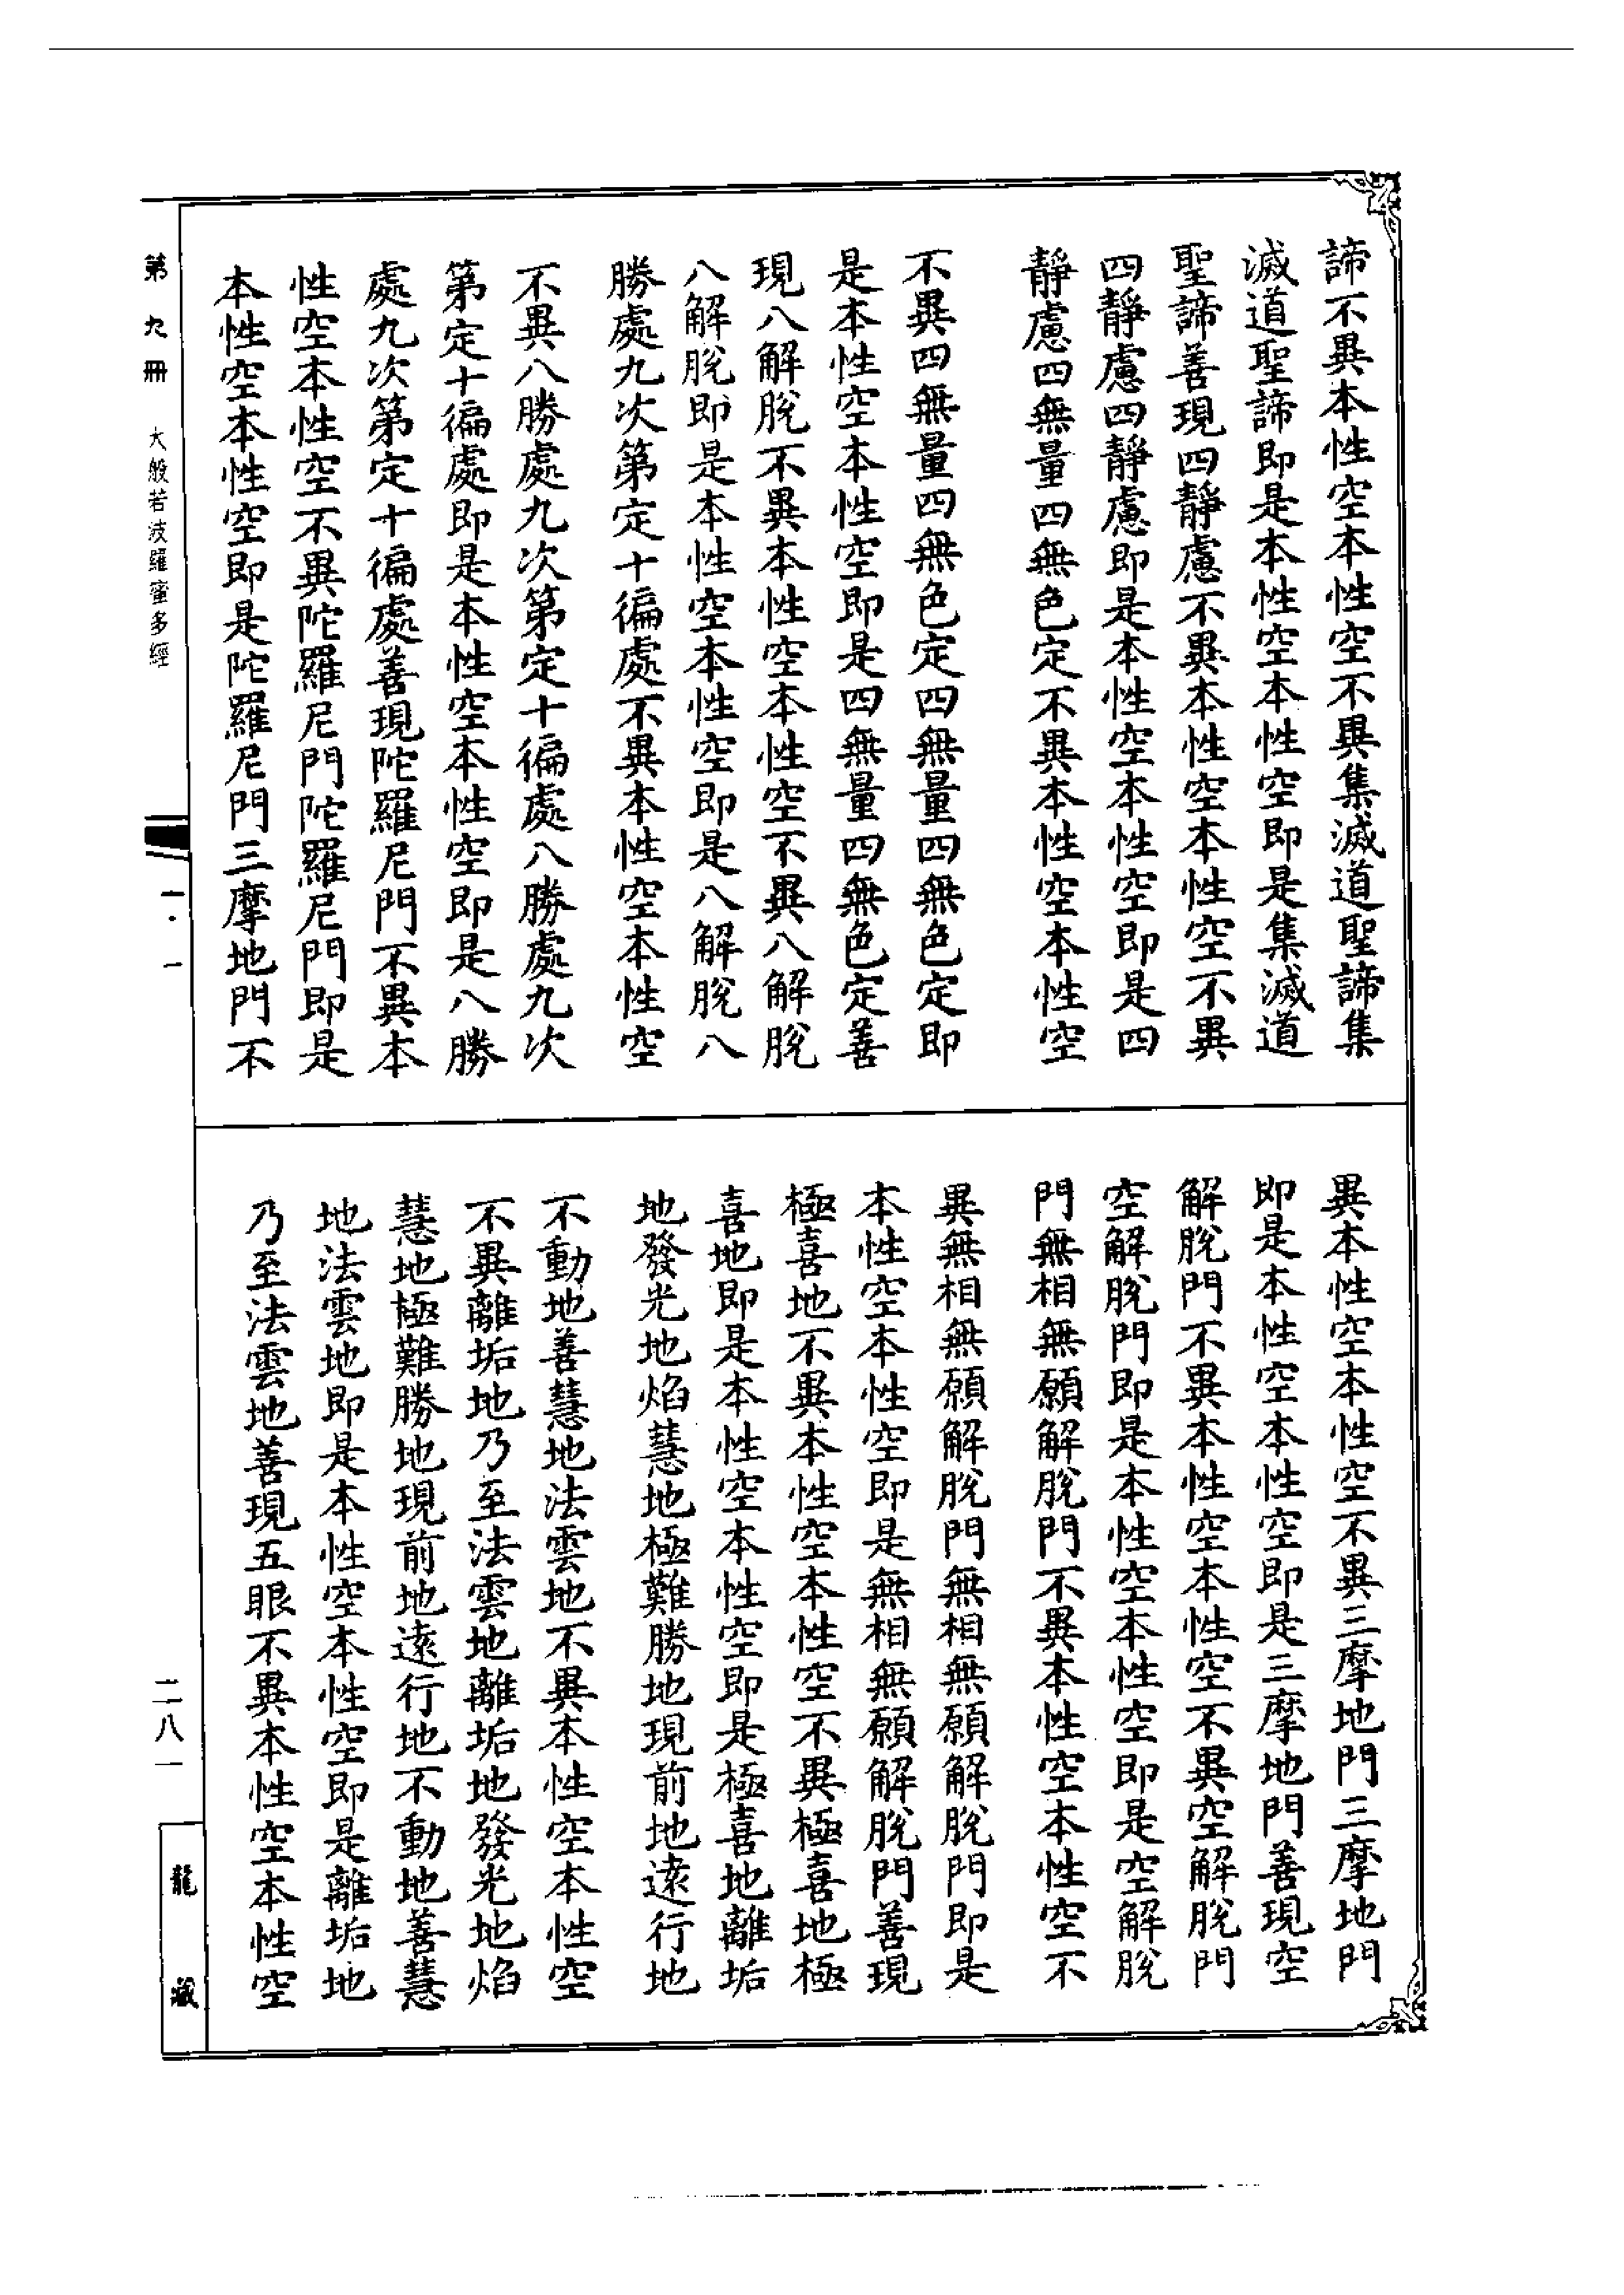 諦不異本性空本性空不異集滅道聖諦集
滅道聖諦即是本性空本性空即是集滅道
聖諦善現四靜慮不異本性空本性空不異
四靜慮四靜慮即是本性空本性空即是四
靜慮四無量四無色定不異本性空本性空
不異四無量四無色定四無量四無色定即
是本性空本性空即是四無量四無色定善
現八解脫不異本性空本性空不異八解脫
八解脫即是本性空本性空即是八解脫八
勝處九次第定十徧處不異本性空本性空
不異八勝處九次第定十徧處八勝處九次
第定十徧處即是本性空本性空即是八勝
處九次第定十徧處善現陀羅尼門不異本
性空本性空不異陀羅尼門陀羅尼門即是
本性空本性空即是陀羅尼門三摩地門不
異本性空本性空不異三摩地門三摩地門
即是本性空本性空即是三摩地門善現空
解脫門不異本性空本性空不異空解脫門
空解脫門即是本性空本性空即是空解脫
門無相無願解脫門不異本性空本性空不
異無相無願解脫門無相無願解脫門即是
本性空本性空即是無相無願解脫門善現
極喜地不異本性空本性空不異極喜地極
喜地即是本性空本性空即是極喜地離垢
地發光地焰慧地極難勝地現前地遠行地
不動地善慧地法雲地不異本性空本性空
不異離垢地乃至法雲地離垢地發光地焰
慧地極難勝地現前地遠行地不動地善慧
地法雲地即是本性空本性空即是離垢地
乃至法雲地善現五眼不異本性空本性空
第九冊 大般若波羅蜜多經
二八一
龍藏